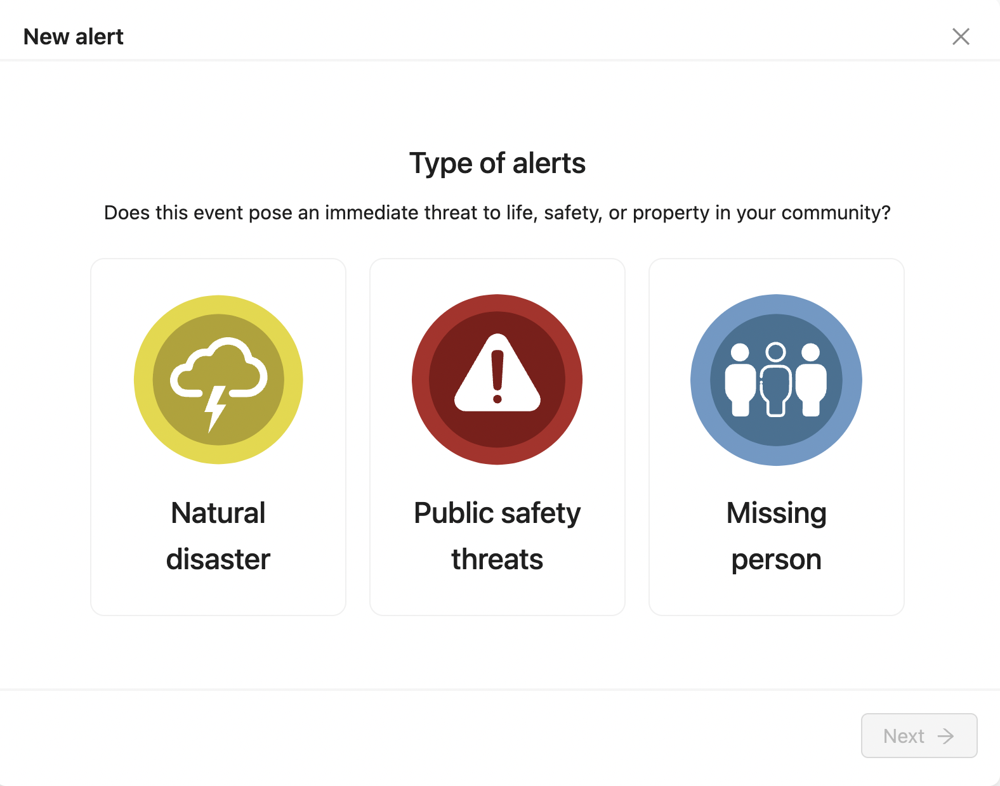 New alert
Type of alerts
Does this event pose an immediate threat to life, safety, or property in your community?
Natural
disaster
Public safety
threats
Missing
person
Next